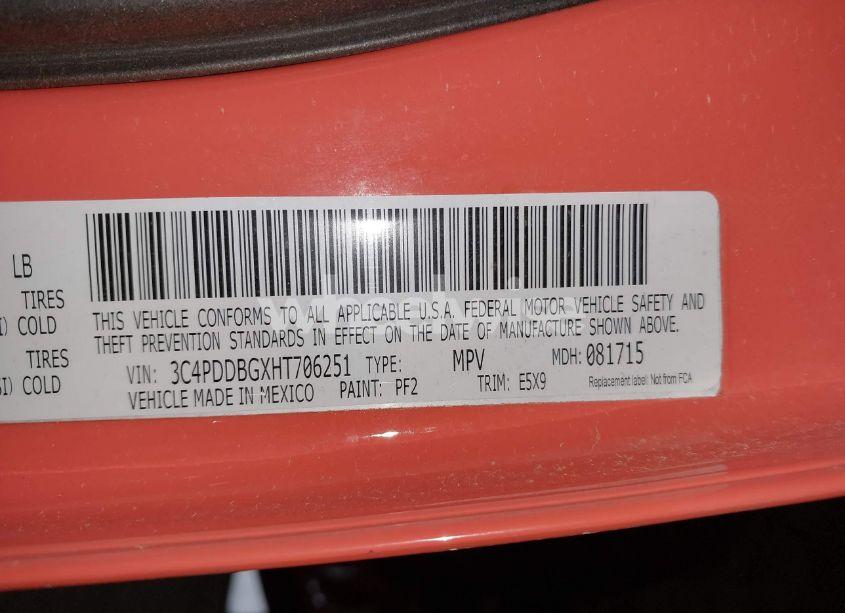 LB
TIRES
COLD
TIRES
COLD
THIS VEHICLE CONFORMS TO ALL APPLICABLE U.S.A. FEDERAL MOTOR VEHICLE SAFETY AND
THEFT PREVENTION STANDARDS IN EFFECT ON THE DATE OF MANUFACTURE SHOWN ABOVE.
VIN: 3C4PDDBGXHT706251 TYPE: MPV MDH: 081715
VEHICLE MADE IN MEXICO PAINT: PF2 TRIM: E5X9
Replacement label: Not from FCA